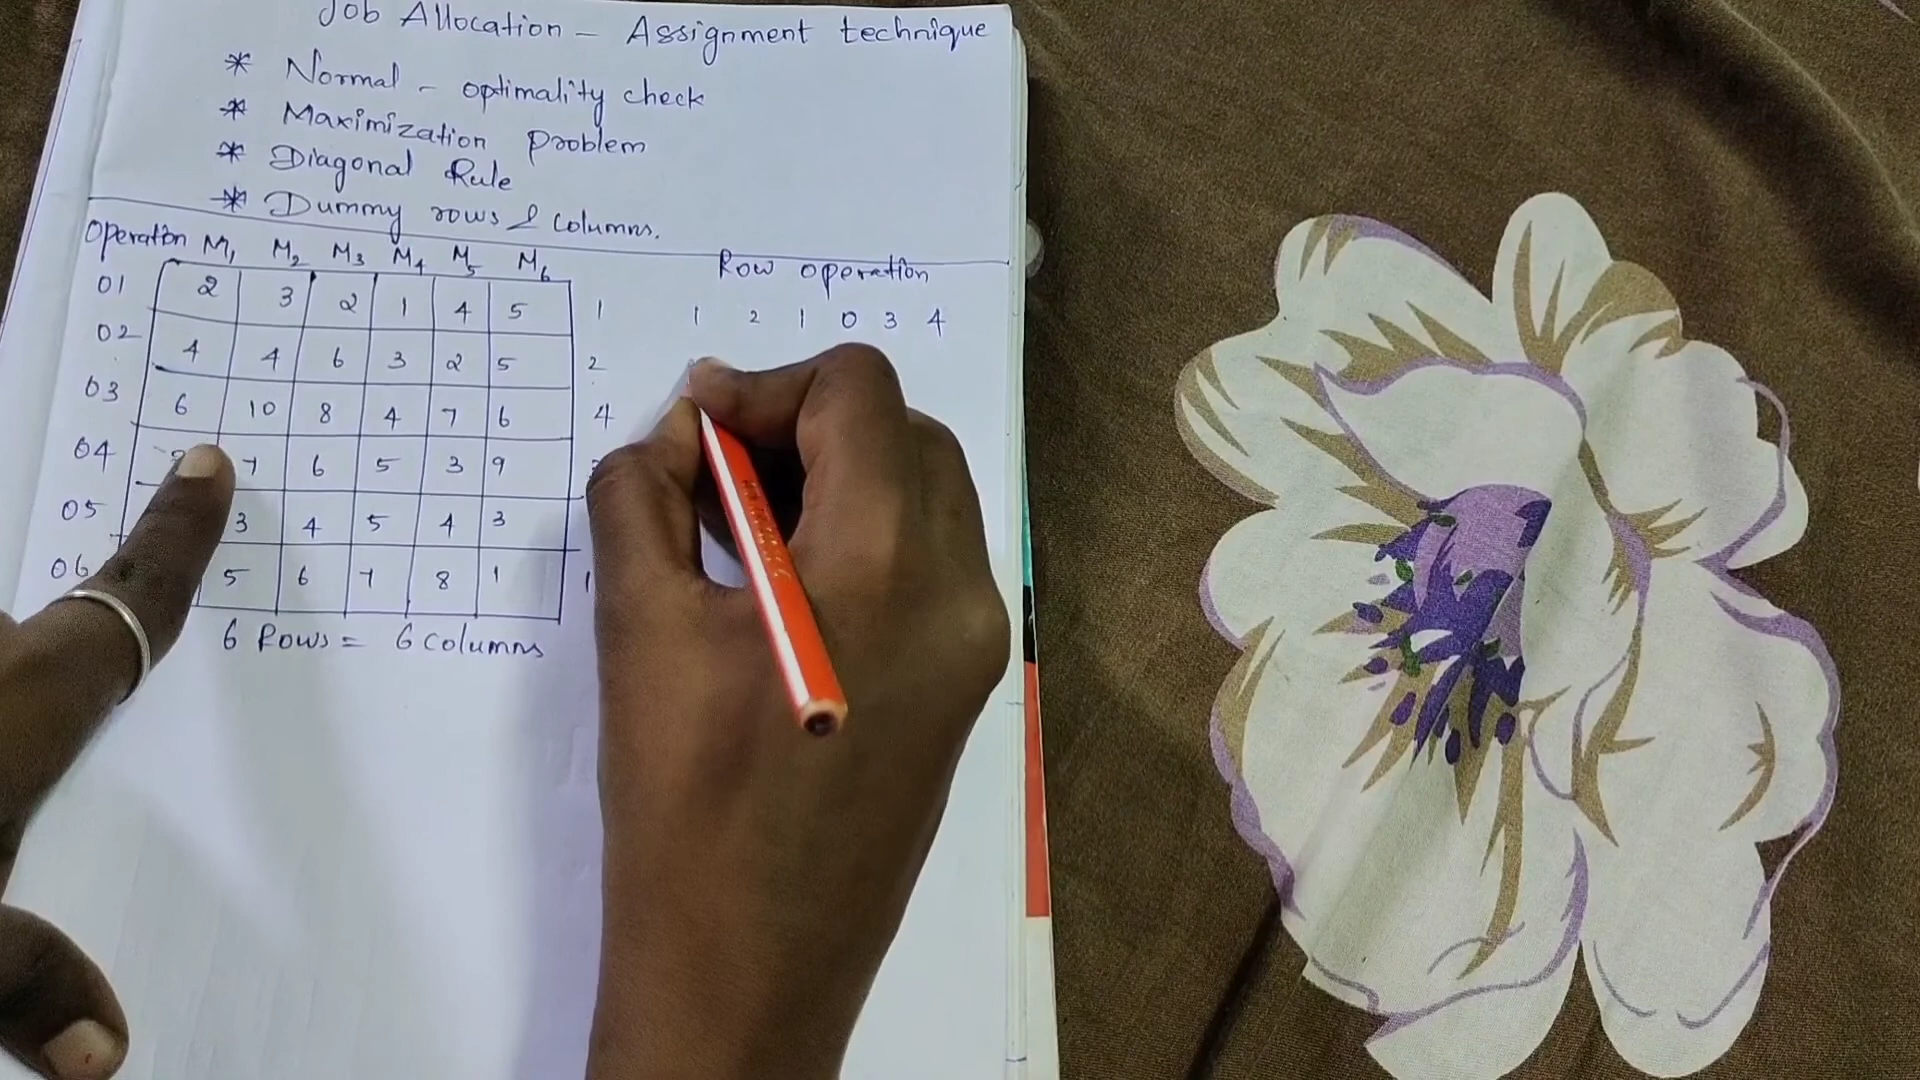 Job Allocation - Assignment technique
* Normal - optimality check
* Maximization problem
* Diagonal Rule
* Dummy rows & columns.
Operation M1 M2 M3 M4 M5 M6 Row operation
01 2 3 2 1 4 5 1 1 2 1 0 3 4
02 4 4 6 3 2 5 2
03 6 10 8 4 7 6 4
04 7 6 5 3 9
05 3 4 5 4 3
06 5 6 7 8 1 1
6 Rows = 6 columns